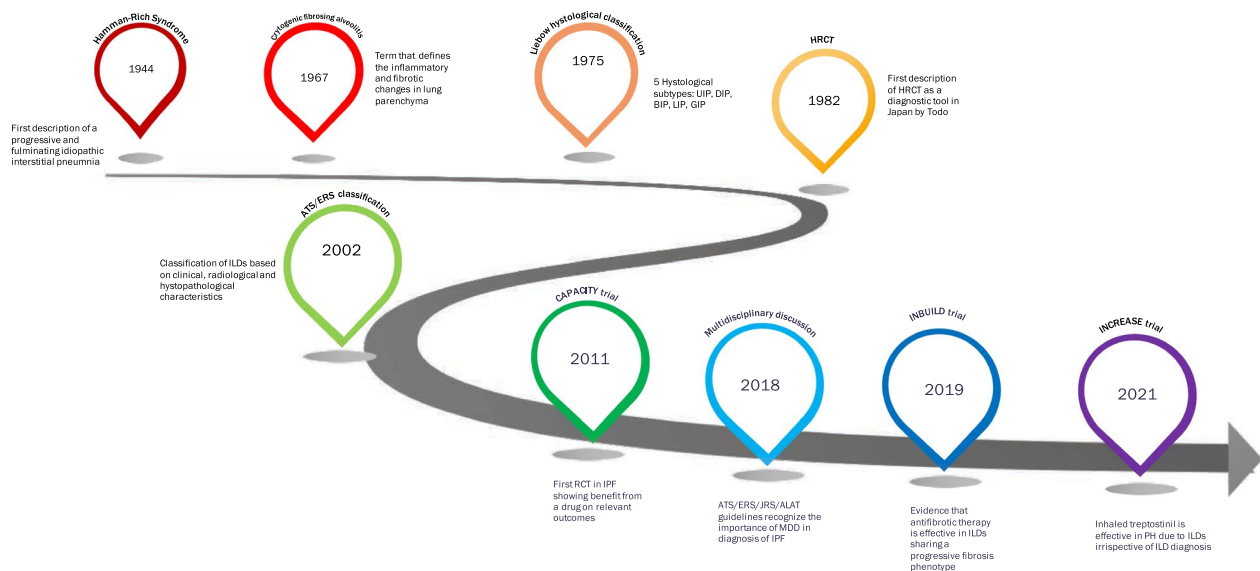 Hamman-Rich Syndrome
1944
First description of a
progressive and
fulminating idiopathic
interstitial pneumnia
Crytogenic fibrosing alveolitis
1967
Term that defines
the inflammatory
and fibrotic
changes in lung
parenchyma
Liebow hystological classification
1975
5 Hystological
subtypes: UIP, DIP,
BIP, LIP, GIP
HRCT
1982
First description
of HRCT as a
diagnostic tool in
Japan by Todo
ATS/ERS classification
2002
Classification of ILDs based
on clinical, radiological and
hystopathological
characteristics
CAPACITY trial
2011
First RCT in IPF
showing benefit from
a drug on relevant
outcomes
Multidisciplinary discussion
2018
ATS/ERS/JRS/ALAT
guidelines recognize the
importance of MDD in
diagnosis of IPF
INBUILD trial
2019
Evidence that
antifibrotic therapy
is effective in ILDs
sharing a
progressive fibrosis
phenotype
INCREASE trial
2021
Inhaled treptostinil is
effective in PH due to ILDs
irrispective of ILD diagnosis